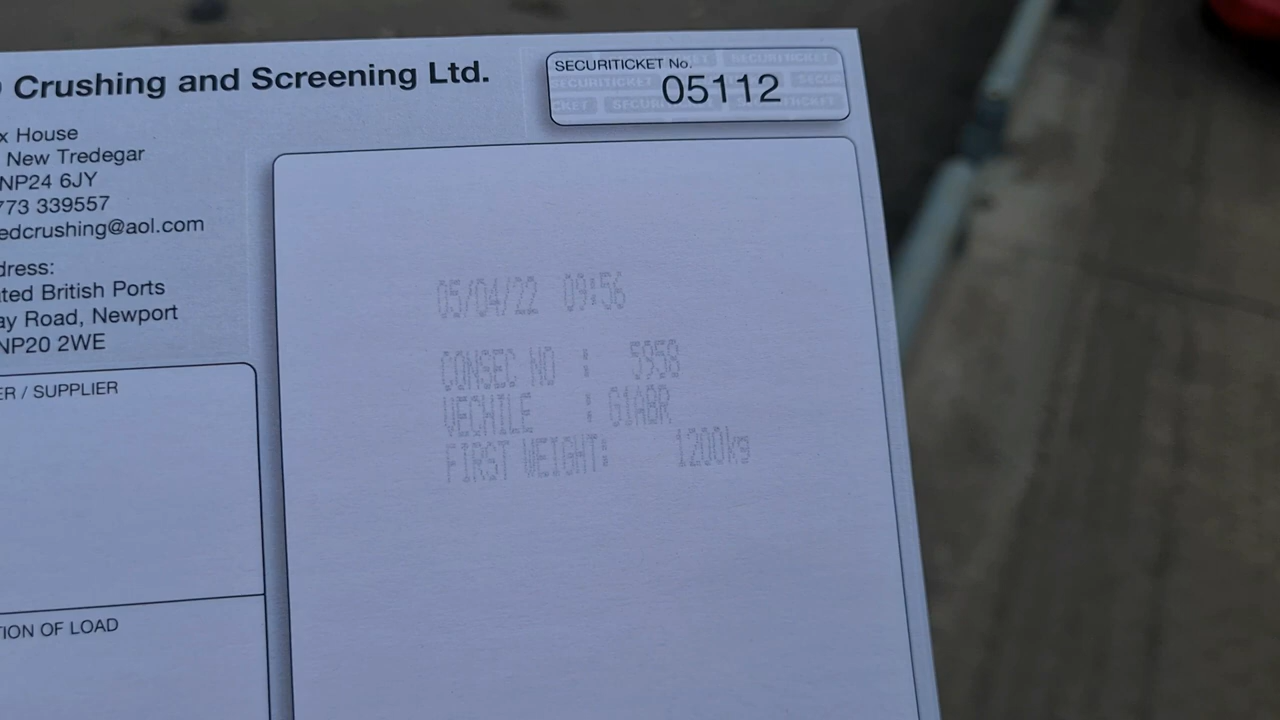 Crushing and Screening Ltd.
SECURITICKET No.
05112
x House
New Tredegar
NP24 6JY
773 339557
edcrushing@aol.com
dress:
ated British Ports
ay Road, Newport
NP20 2WE
ER / SUPPLIER
TION OF LOAD
05/04/22 09:56
CONSEC NO : 5958
VECHILE : G1ABR
FIRST WEIGHT: 1200kg